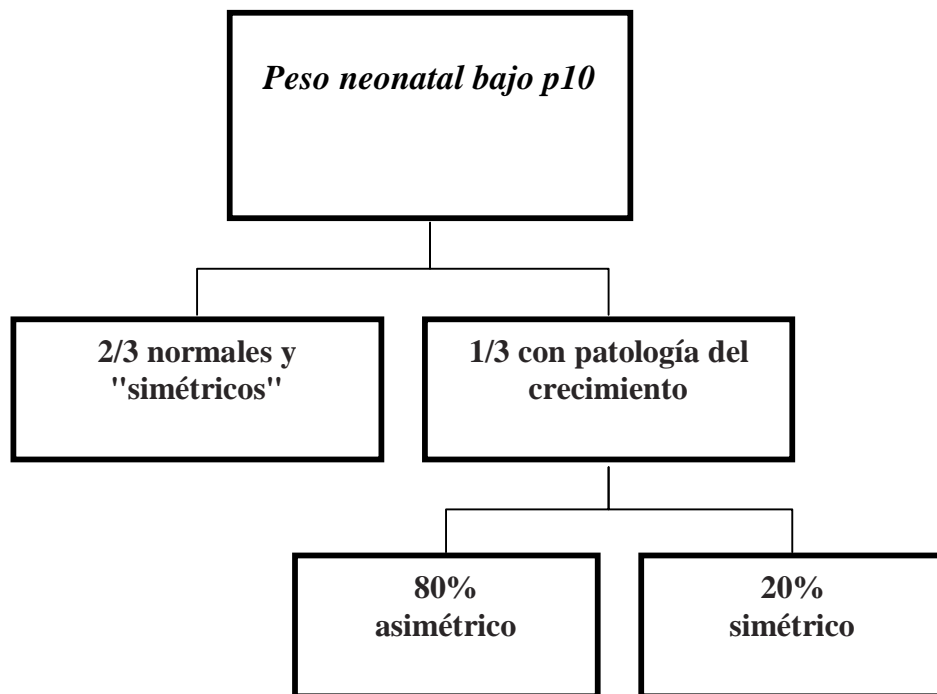 Peso neonatal bajo p10
2/3 normales y
"simétricos"
1/3 con patología del
crecimiento
80%
asimétrico
20%
simétrico